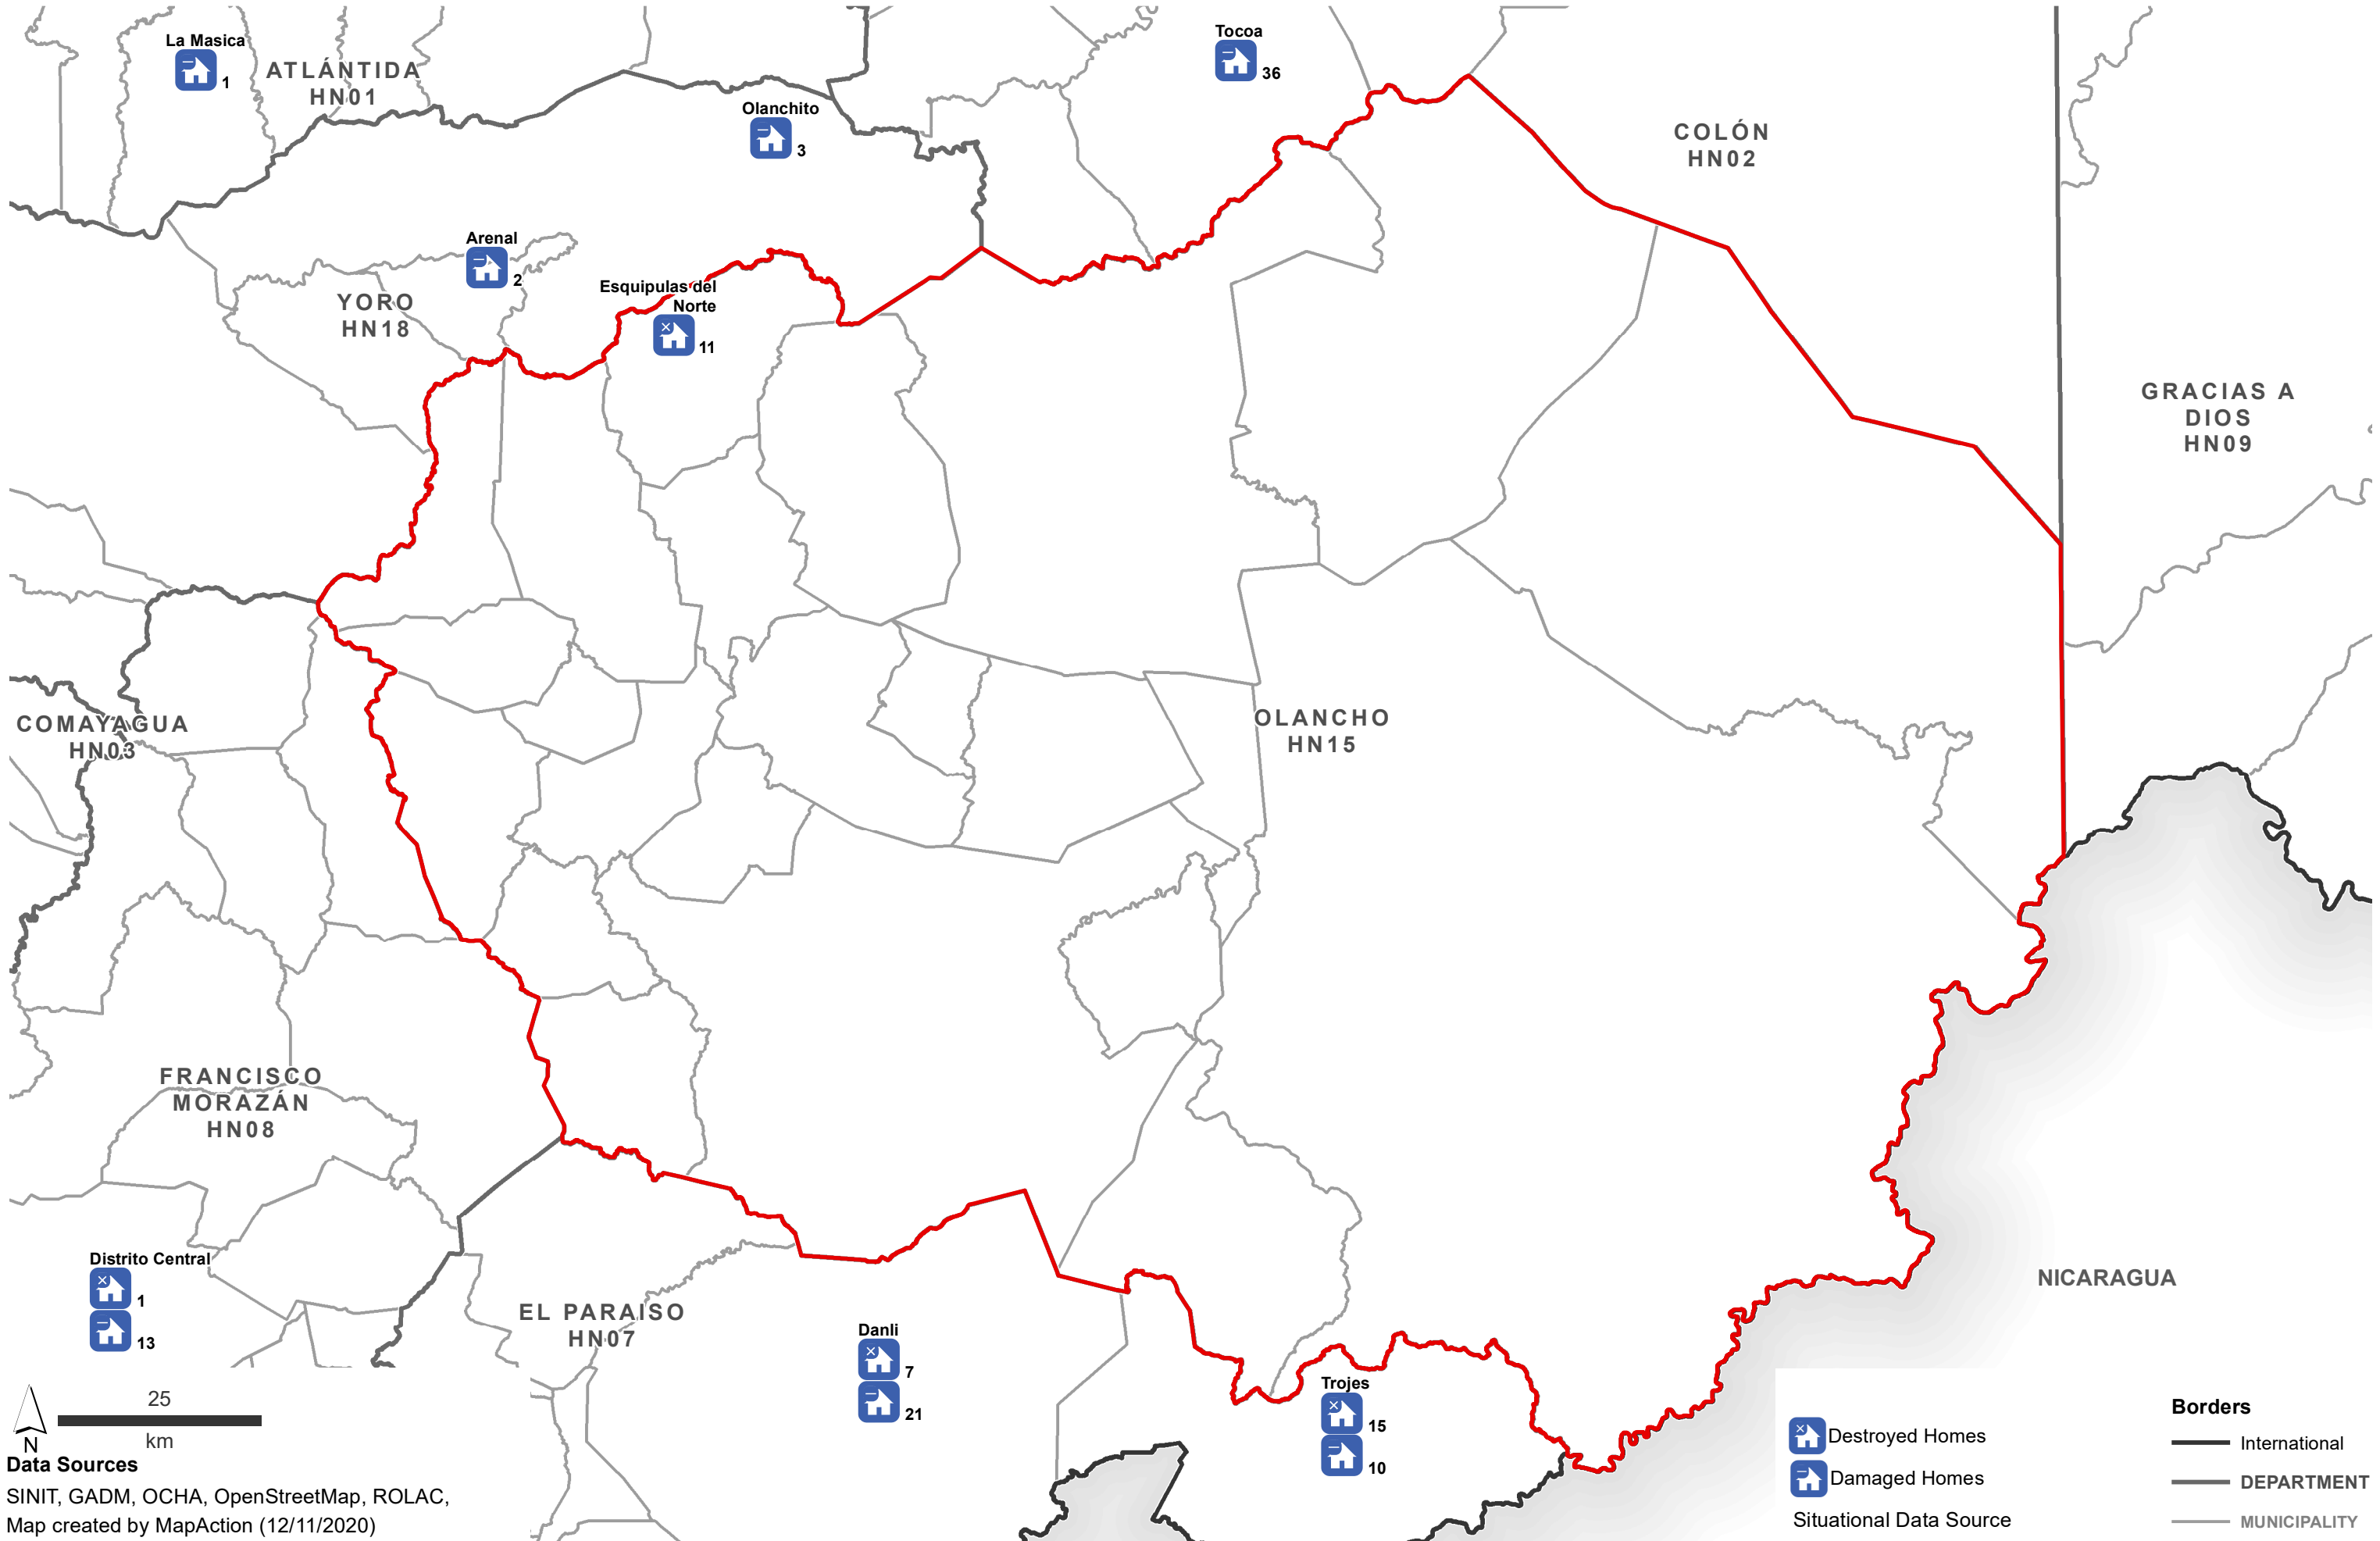 La Masica
1
ATLÁNTIDA
HN01
Tocoa
36
Olanchito
3
COLÓN
HN02
Arenal
2
YORO
HN18
Esquipulas del
Norte
11
GRACIAS A
DIOS
HN09
COMAYAGUA
HN03
OLANCHO
HN15
FRANCISCO
MORAZÁN
HN08
Distrito Central
1
13
EL PARAISO
HN07
Danli
7
21
Trojes
15
10
NICARAGUA
25
km
N
Data Sources
SINIT, GADM, OCHA, OpenStreetMap, ROLAC,
Map created by MapAction (12/11/2020)
Destroyed Homes
Damaged Homes
Situational Data Source
Borders
International
DEPARTMENT
MUNICIPALITY